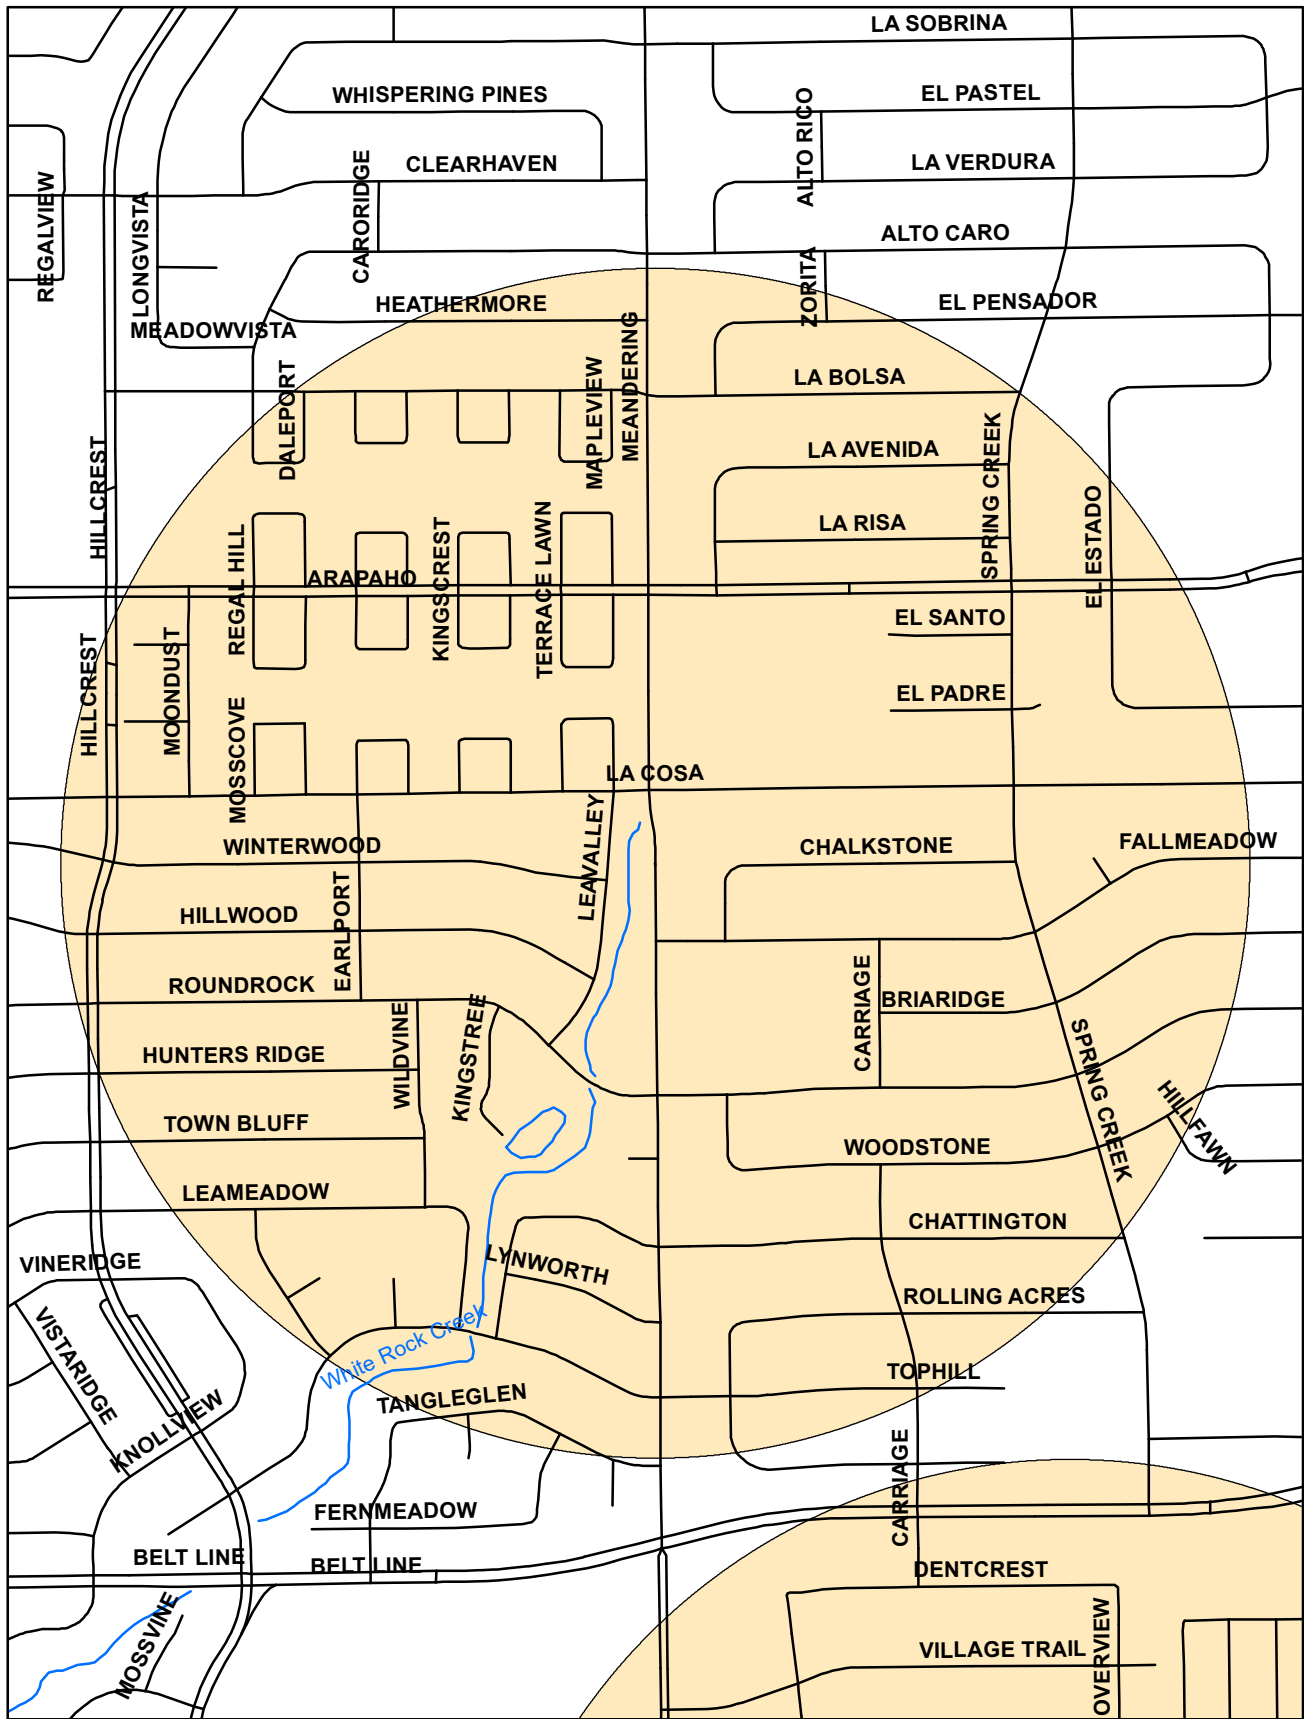 LA SOBRINA
WHISPERING PINES
EL PASTEL
ALTO RICO
CLEARHAVEN
LA VERDURA
REGALVIEW
LONGVISTA
CARORIDGE
ALTO CARO
ZORITA
HEATHERMORE
EL PENSADOR
MEADOWVISTA
MEANDERING
DALEPORT
MAPLEVIEW
LA BOLSA
HILLCREST
LA AVENIDA
SPRING CREEK
LA RISA
EL ESTADO
REGAL HILL
ARAPAHO
KINGSCREST
TERRACE LAWN
EL SANTO
HILLCREST
MOONDUST
EL PADRE
MOSSCOVE
LA COSA
WINTERWOOD
LEAVALLEY
CHALKSTONE
FALLMEADOW
HILLWOOD
EARLPORT
ROUNDROCK
CARRIAGE
BRIARIDGE
HUNTERS RIDGE
WILDVINE
KINGSTREE
SPRING CREEK
TOWN BLUFF
HILLFAWN
WOODSTONE
LEAMEADOW
CHATTINGTON
VINERIDGE
LYNWORTH
ROLLING ACRES
VISTARIDGE
White Rock Creek
TOPHILL
TANGLEGLEN
KNOLLVIEW
CARRIAGE
FERNMEADOW
BELT LINE
BELT LINE
DENTCREST
MOSSVINE
OVERVIEW
VILLAGE TRAIL